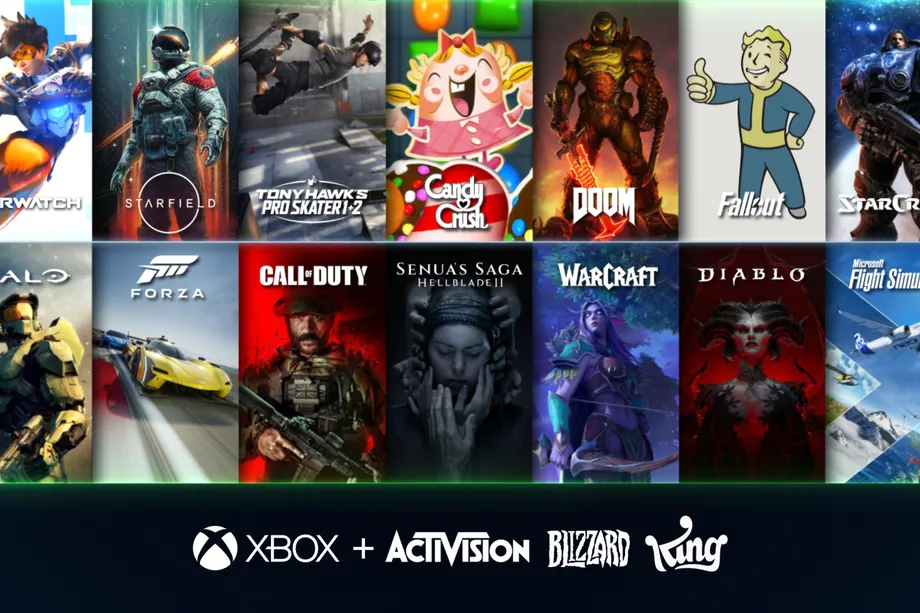 RWATCH
STARFIELD
TONY HAWK'S
PRO SKATER 1+2
Candy
Crush
DOOM
Fallout
STARCR
ALO
FORZA
CALL OF DUTY
SENUA'S SAGA
HELLBLADE II
WARCRAFT
DIABLO
Microsoft
Flight Simu
XBOX + ACTIVISION BLIZZARD King